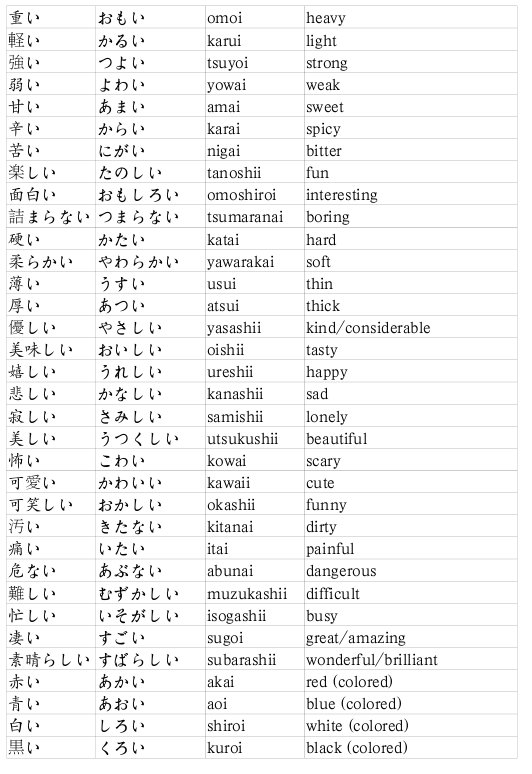 重い おもい omoi heavy
軽い かるい karui light
強い つよい tsuyoi strong
弱い よわい yowai weak
甘い あまい amai sweet
辛い からい karai spicy
苦い にがい nigai bitter
楽しい たのしい tanoshii fun
面白い おもしろい omoshiroi interesting
詰まらない つまらない tsumaranai boring
硬い かたい katai hard
柔らかい やわらかい yawarakai soft
薄い うすい usui thin
厚い あつい atsui thick
優しい やさしい yasashii kind/considerable
美味しい おいしい oishii tasty
嬉しい うれしい ureshii happy
悲しい かなしい kanashii sad
寂しい さみしい samishii lonely
美しい うつくしい utsukushii beautiful
怖い こわい kowai scary
可愛い かわいい kawaii cute
可笑しい おかしい okashii funny
汚い きたない kitanai dirty
痛い いたい itai painful
危ない あぶない abunai dangerous
難しい むずかしい muzukashii difficult
忙しい いそがしい isogashii busy
凄い すごい sugoi great/amazing
素晴らしい すばらしい subarashii wonderful/brilliant
赤い あかい akai red (colored)
青い あおい aoi blue (colored)
白い しろい shiroi white (colored)
黒い くろい kuroi black (colored)